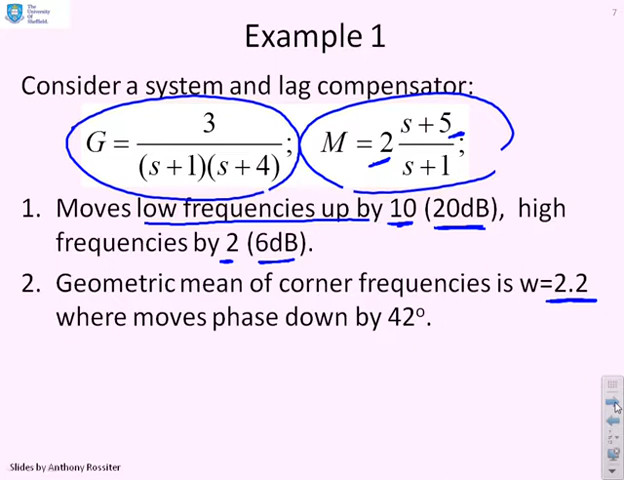 The
University
Of
Sheffield.
7
Example 1
Consider a system and lag compensator:
G = 3 / (s + 1)(s + 4) ; M = 2 s + 5 / s + 1 ;
1. Moves low frequencies up by 10 (20dB), high
frequencies by 2 (6dB).
2. Geometric mean of corner frequencies is w=2.2
where moves phase down by 42º.
Slides by Anthony Rossiter